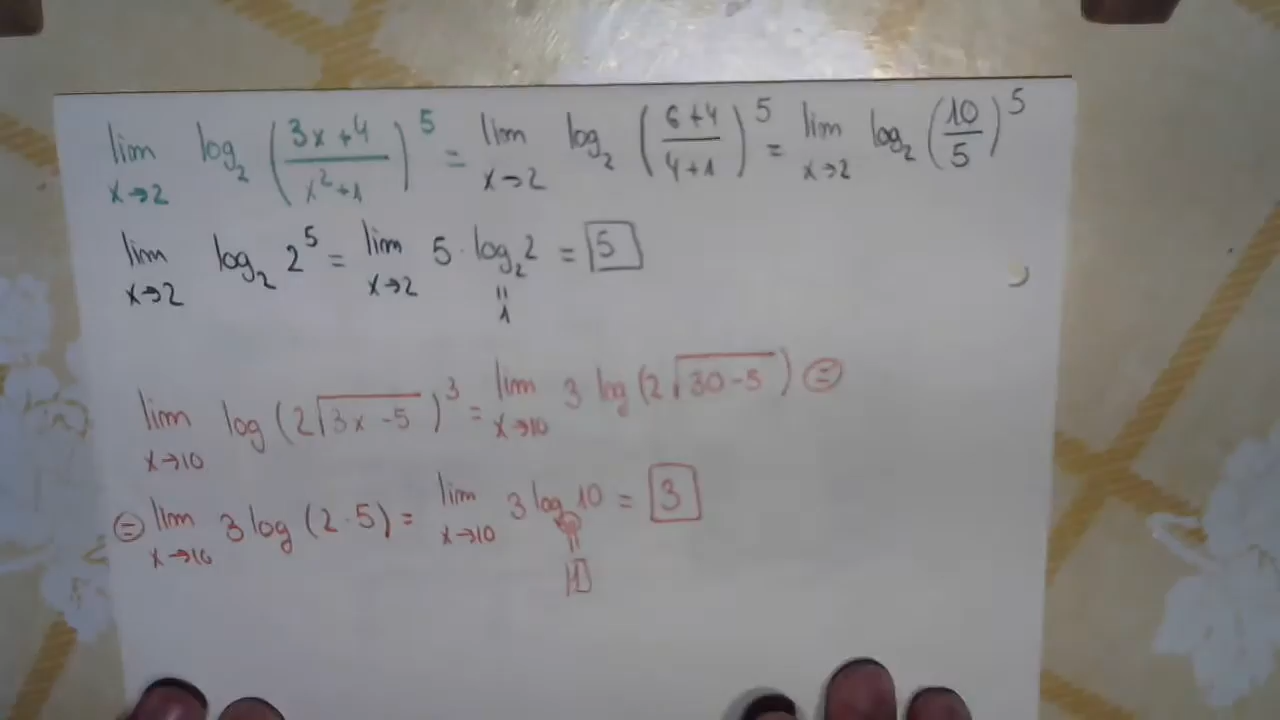 lim x→2 log₂ ((3x+4)/(x²+1))⁵ = lim x→2 log₂ ((6+4)/(4+1))⁵ = lim x→2 log₂ (10/5)⁵
lim x→2 log₂ 2⁵ = lim x→2 5·log₂2 = 5
॥
1
lim x→10 log (2√(3x-5))³ = lim x→10 3 log (2√(30-5)) =
= lim x→10 3 log (2·5) = lim x→10 3 log 10 = 3
॥
1